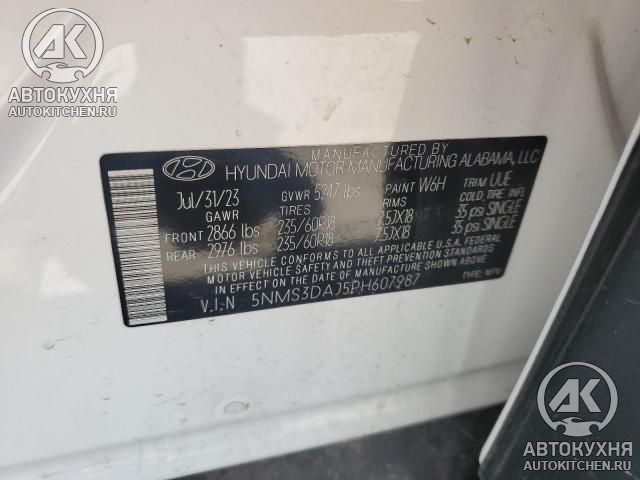 АК
АВТОКУХНЯ
AUTOKITCHEN.RU
MANUFACTURED BY
HYUNDAI MOTOR MANUFACTURING ALABAMA, LLC
Jul/31/23 GVWR 5247 lbs PAINT W6H TRIM UUE
GAWR TIRES RIMS COLD TIRE INFL
FRONT 2866 lbs 235/60R18 7.5JX18 35 psi SINGLE
REAR 2976 lbs 235/60R18 7.5JX18 35 psi SINGLE
THIS VEHICLE CONFORMS TO ALL APPLICABLE U.S.A. FEDERAL
MOTOR VEHICLE SAFETY, BUMPER, AND THEFT PREVENTION
STANDARDS IN EFFECT ON THE DATE OF MANUFACTURE SHOWN ABOVE.
V.I.N 5NMS3DAJ5PH607987 TYPE: MPV
АК
АВТОКУХНЯ
AUTOKITCHEN.RU